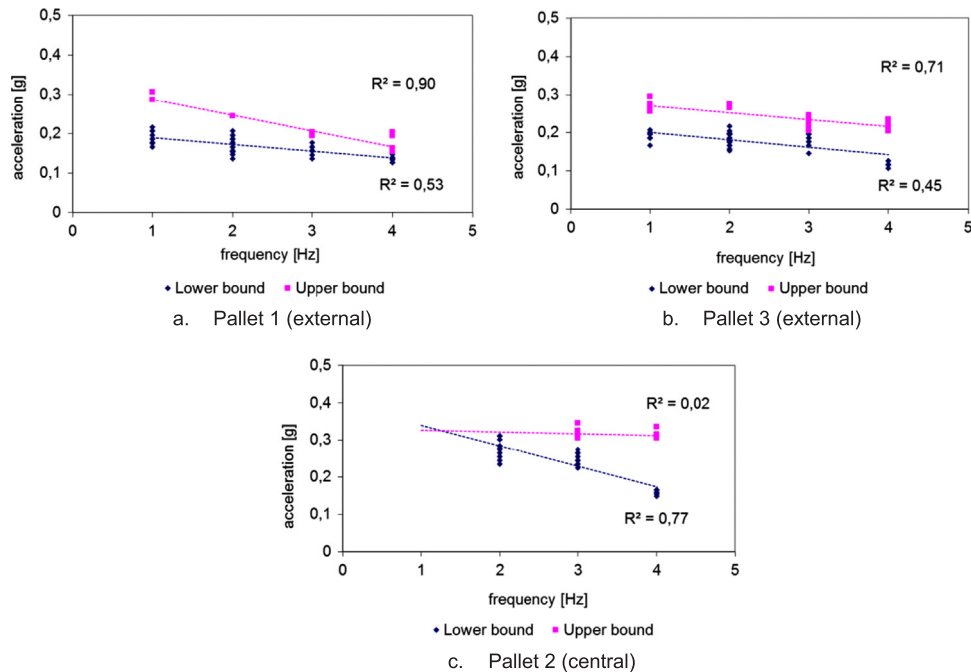 0,5
0,4
0,3
0,2
0,1
0
acceleration [g]
R² = 0,90
R² = 0,53
0 1 2 3 4 5
frequency [Hz]
Lower bound Upper bound
a. Pallet 1 (external)
0,5
0,4
0,3
0,2
0,1
0
acceleration [g]
R² = 0,71
R² = 0,45
0 1 2 3 4 5
frequency [Hz]
Lower bound Upper bound
b. Pallet 3 (external)
0,5
0,4
0,3
0,2
0,1
0
acceleration [g]
R² = 0,02
R² = 0,77
0 1 2 3 4 5
frequency [Hz]
Lower bound Upper bound
c. Pallet 2 (central)